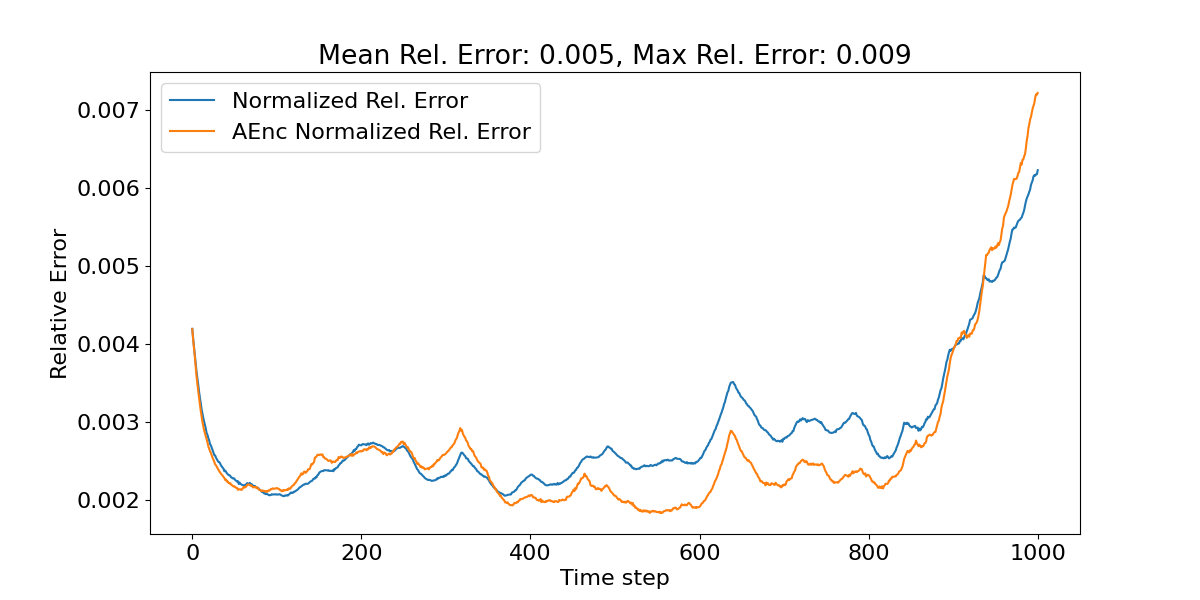 Mean Rel. Error: 0.005, Max Rel. Error: 0.009
Normalized Rel. Error
AEnc Normalized Rel. Error
Relative Error
0.007
0.006
0.005
0.004
0.003
0.002
0 200 400 600 800 1000
Time step